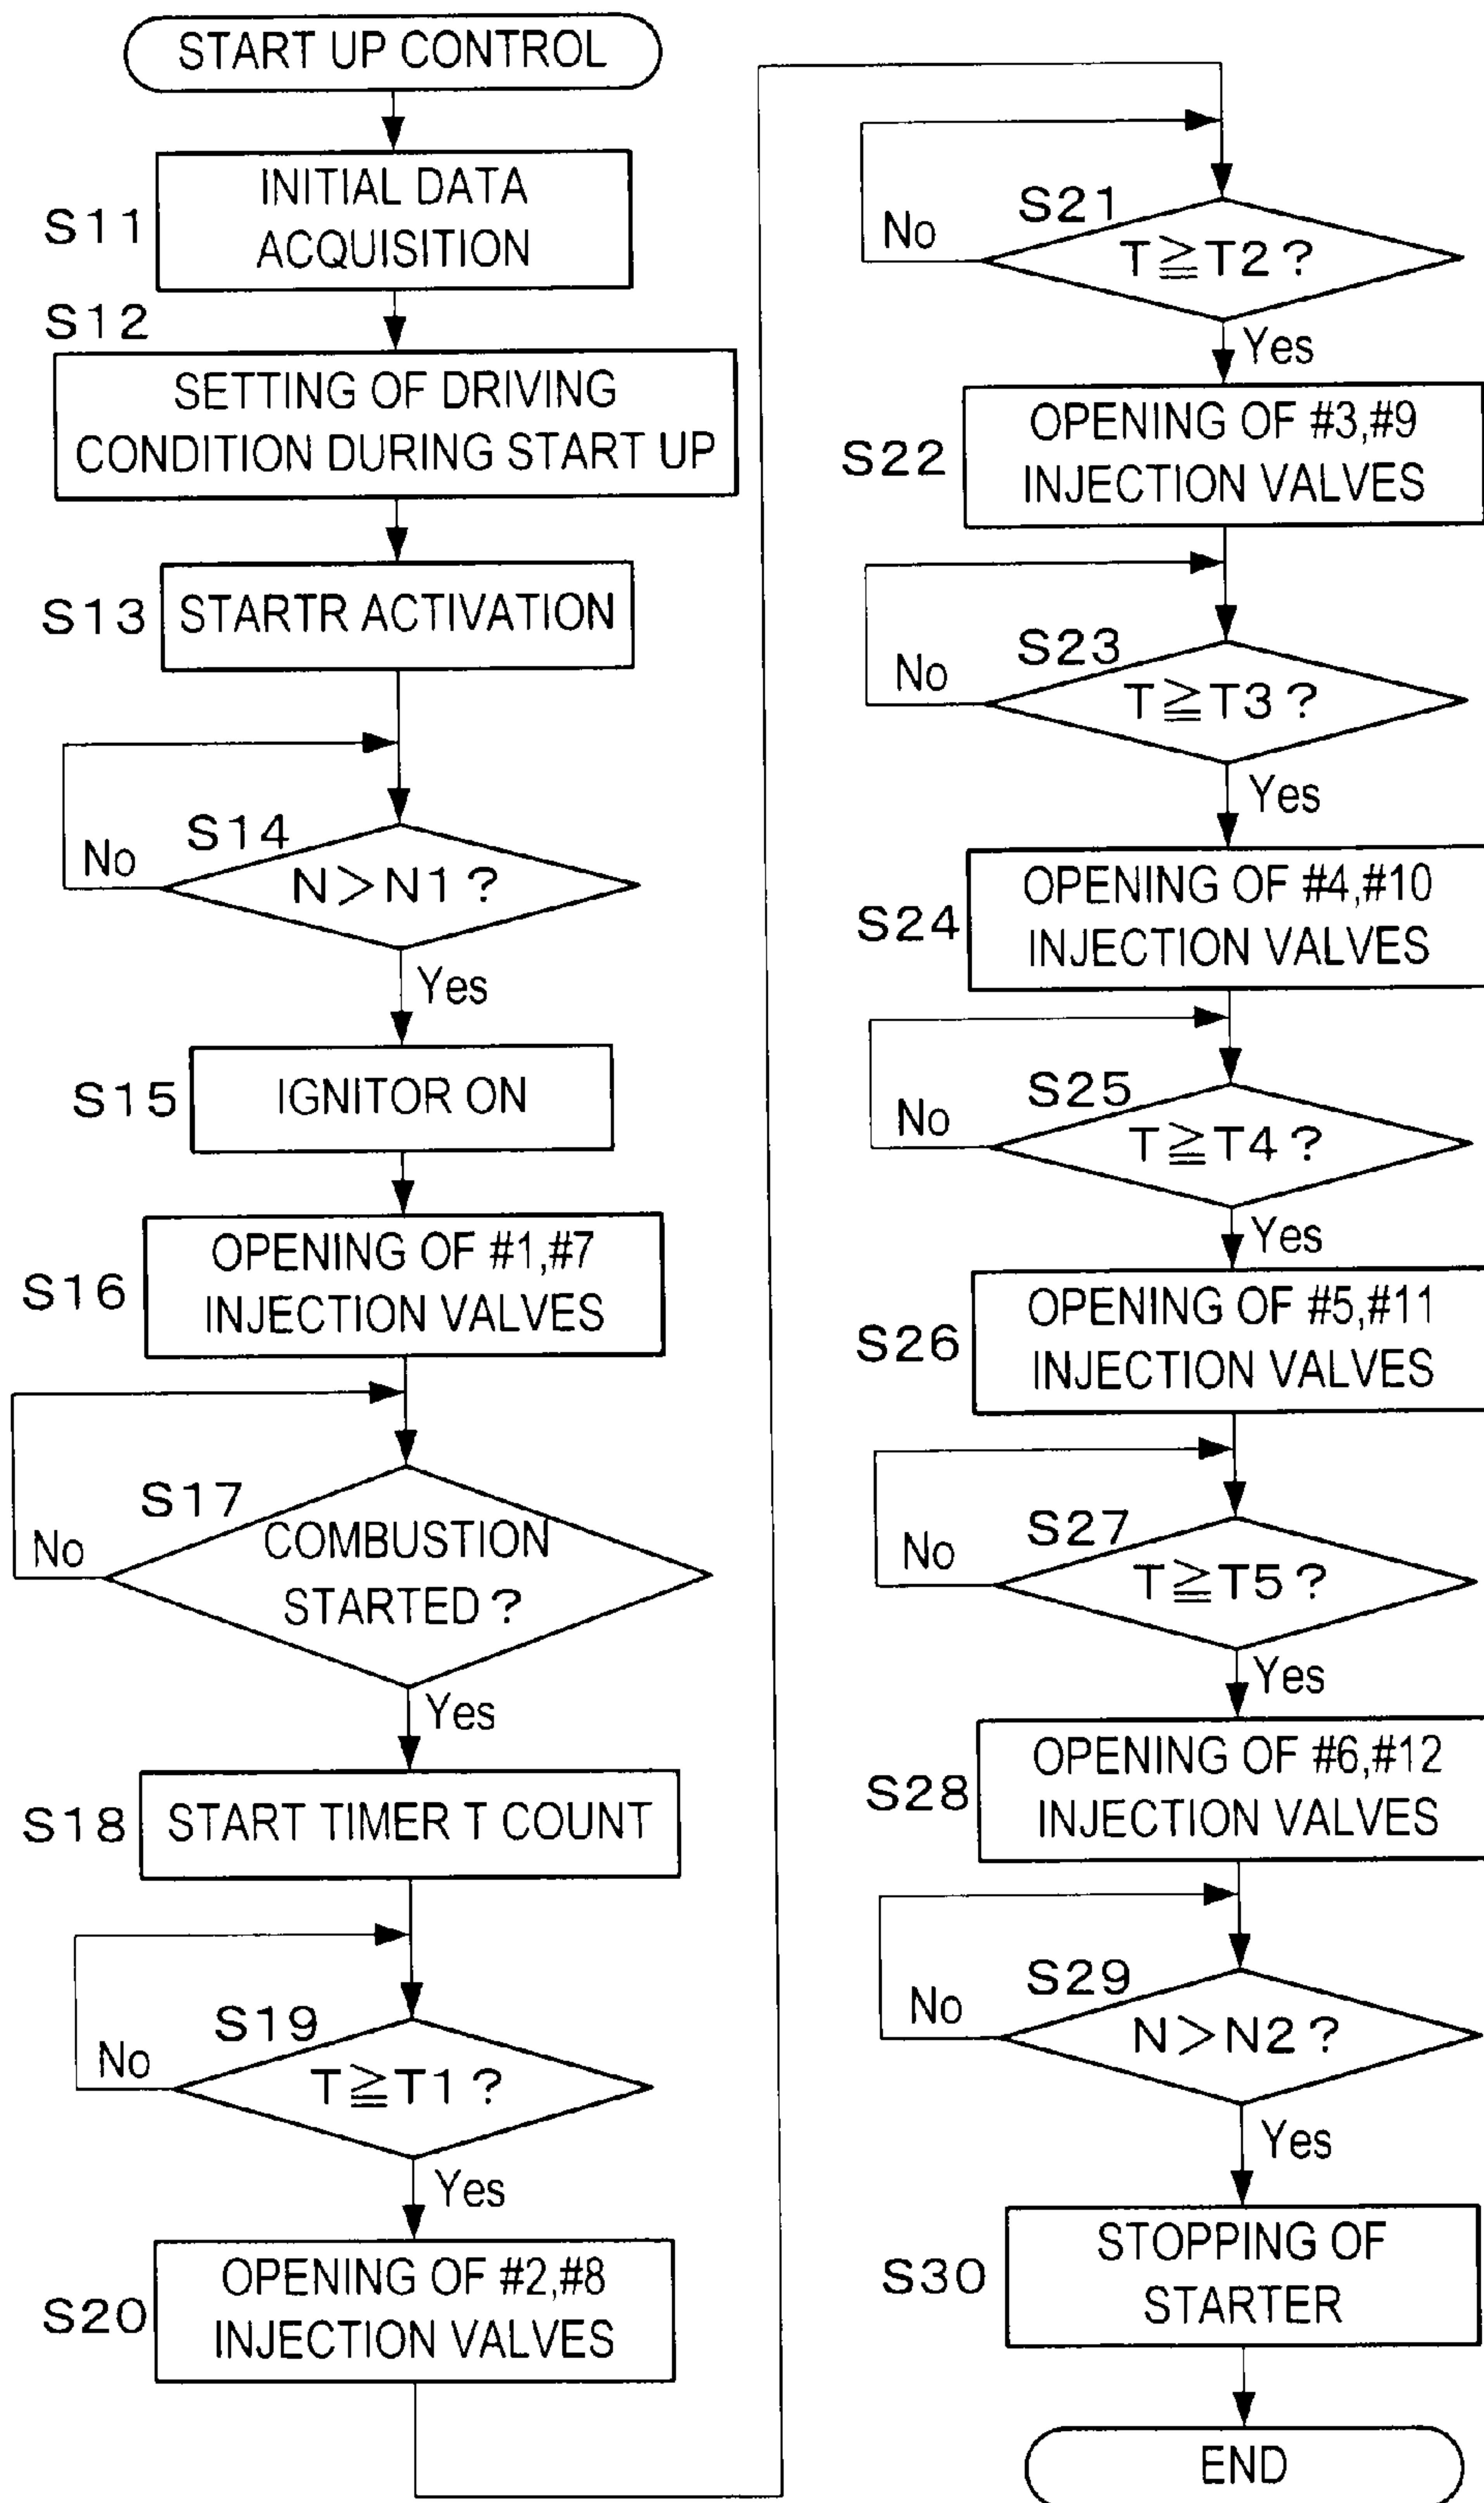 START UP CONTROL
S11
INITIAL DATA
ACQUISITION
S12
SETTING OF DRIVING
CONDITION DURING START UP
S13
STARTR ACTIVATION
S14
No
N>N1?
Yes
S15
IGNITOR ON
S16
OPENING OF #1,#7
INJECTION VALVES
S17
No
COMBUSTION
STARTED?
Yes
S18
START TIMER T COUNT
S19
No
T≧T1?
Yes
S20
OPENING OF #2,#8
INJECTION VALVES
S21
No
T≧T2?
Yes
S22
OPENING OF #3,#9
INJECTION VALVES
S23
No
T≧T3?
Yes
S24
OPENING OF #4,#10
INJECTION VALVES
S25
No
T≧T4?
Yes
S26
OPENING OF #5,#11
INJECTION VALVES
S27
No
T≧T5?
Yes
S28
OPENING OF #6,#12
INJECTION VALVES
S29
No
N>N2?
Yes
S30
STOPPING OF
STARTER
END